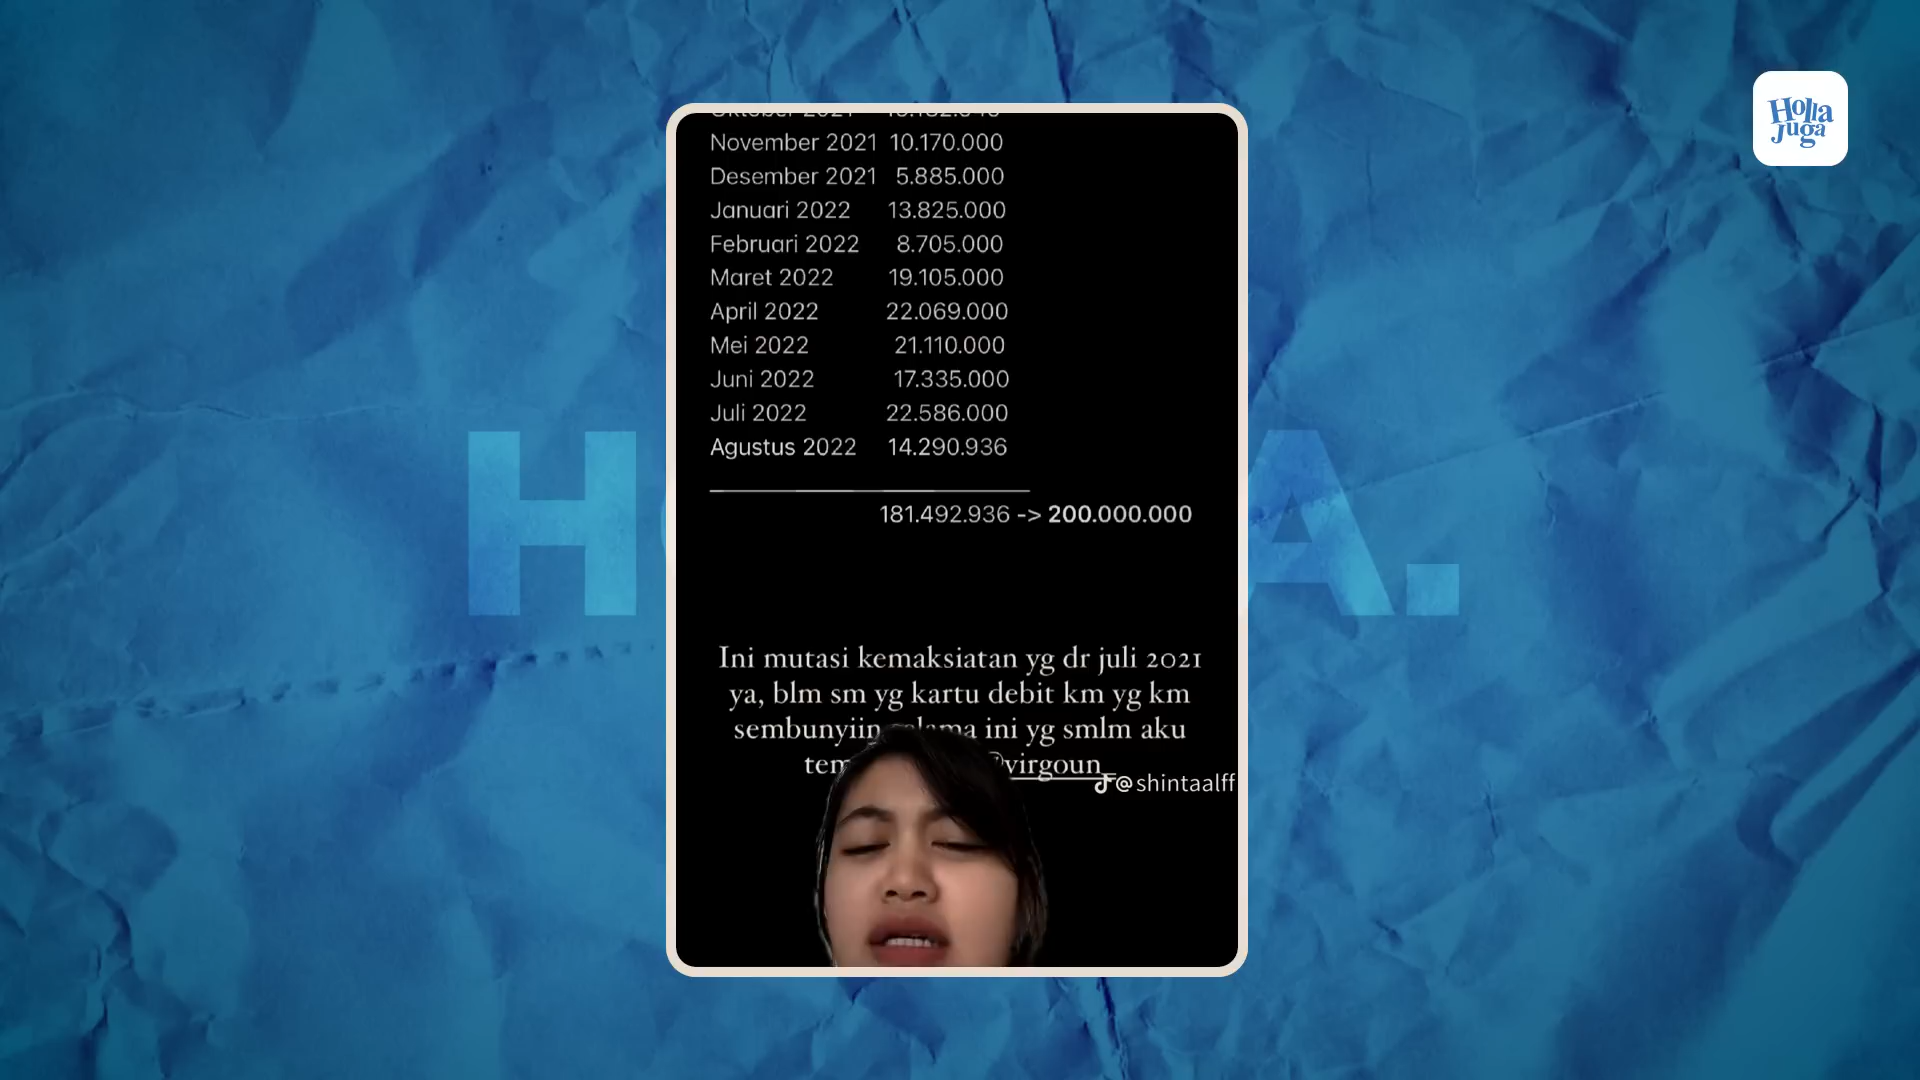 Holla
Juga
November 2021 10.170.000
Desember 2021 5.885.000
Januari 2022 13.825.000
Februari 2022 8.705.000
Maret 2022 19.105.000
April 2022 22.069.000
Mei 2022 21.110.000
Juni 2022 17.335.000
Juli 2022 22.586.000
Agustus 2022 14.290.936
181.492.936 -> 200.000.000
Ini mutasi kemaksiatan yg dr juli 2021
ya, blm sm yg kartu debit km yg km
sembunyiin ini yg smlm aku
virgoun_
@shintaalff